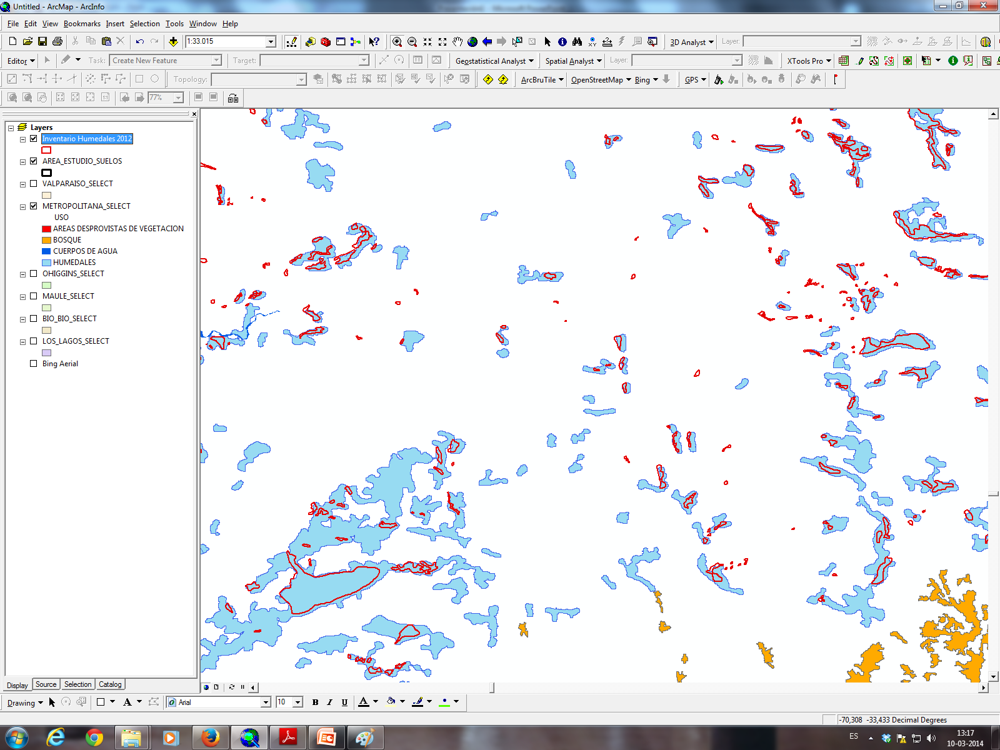 Untitled - ArcMap - ArcInfo
File Edit View Bookmarks Insert Selection Tools Window Help
1:33.015
3D Analyst
Layer:
Editor
Task:
Create New Feature
Target:
Geostatistical Analyst
Spatial Analyst
Layer:
XTools Pro
Topology:
ArcBruTile
OpenStreetMap
Bing
GPS
1:1
77%
Layers
Inventario Humedales 2012
AREA_ESTUDIO_SUELOS
VALPARAISO_SELECT
METROPOLITANA_SELECT
USO
AREAS DESPROVISTAS DE VEGETACION
BOSQUE
CUERPOS DE AGUA
HUMEDALES
OHIGGINS_SELECT
MAULE_SELECT
BIO_BIO_SELECT
LOS_LAGOS_SELECT
Bing Aerial
Display Source Selection Catalog
Drawing
A
Arial
10
B I U A
-70,308 -33,433 Decimal Degrees
ES
13:17
10-03-2014